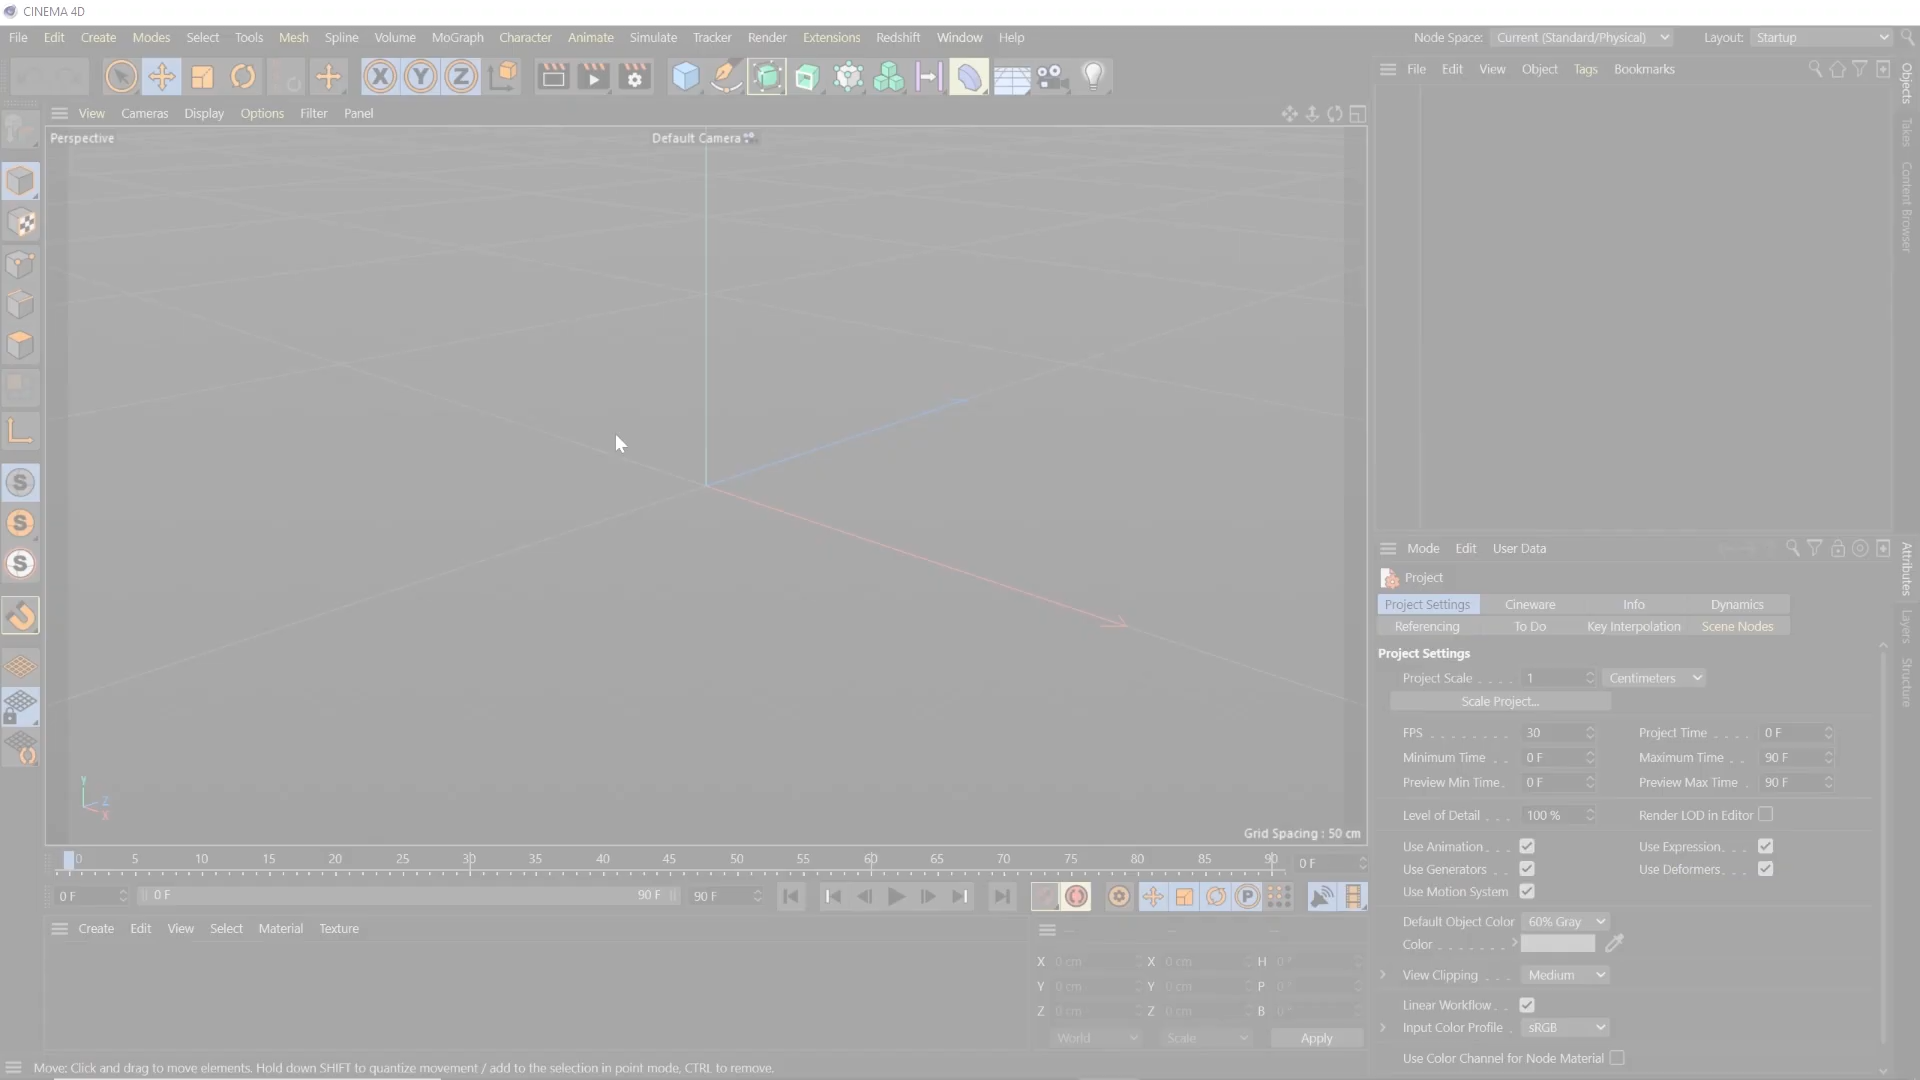 CINEMA 4D
File Edit Create Modes Select Tools Mesh Spline Volume MoGraph Character Animate Simulate Tracker Render Extensions Redshift Window Help
Node Space: Current (Standard/Physical) Layout: Startup
X Y Z
File Edit View Object Tags Bookmarks
View Cameras Display Options Filter Panel
Perspective
Default Camera
Objects
Takes
Content Browser
S
S
S
Y
Z
X
Grid Spacing : 50 cm
Mode Edit User Data
Project
Project Settings Cineware Info Dynamics
Referencing To Do Key Interpolation Scene Nodes
Project Settings
Project Scale . . . . 1 Centimeters
Scale Project...
FPS . . . . . . . . 30 Project Time . . . . 0 F
Minimum Time . . 0 F Maximum Time . . 90 F
Preview Min Time . 0 F Preview Max Time . 90 F
Level of Detail . . . 100 % Render LOD in Editor
Use Animation . . . Use Expression . . .
Use Generators . . . Use Deformers . . .
Use Motion System
Default Object Color 60% Gray
Color . . . . . . .
View Clipping . . . . Medium
Linear Workflow . .
Input Color Profile . sRGB
Use Color Channel for Node Material
Attributes
Layers
Structure
0 5 10 15 20 25 30 35 40 45 50 55 60 65 70 75 80 85 90 0 F
0 F 0 F 90 F 90 F
P
Create Edit View Select Material Texture
X 0 cm X 0 cm H 0 °
Y 0 cm Y 0 cm P 0 °
Z 0 cm Z 0 cm B 0 °
World Scale Apply
Move: Click and drag to move elements. Hold down SHIFT to quantize movement / add to the selection in point mode, CTRL to remove.